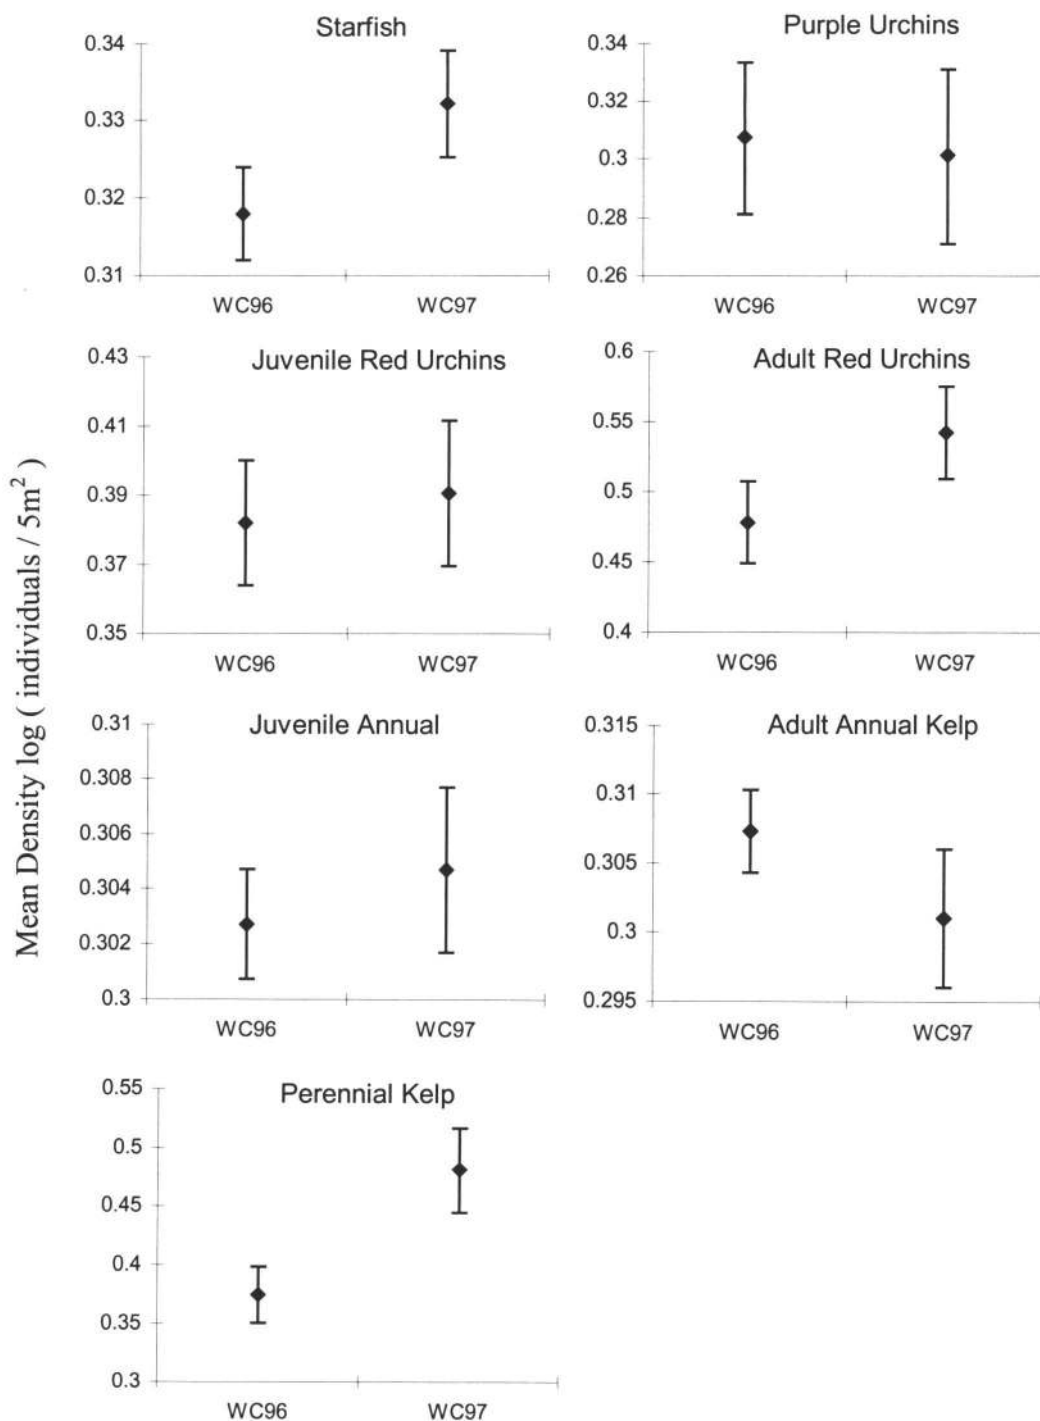 Mean Density log ( individuals / 5m²)
Starfish
0.34
0.33
0.32
0.31
WC96 WC97
Purple Urchins
0.34
0.32
0.3
0.28
0.26
WC96 WC97
Juvenile Red Urchins
0.43
0.41
0.39
0.37
0.35
WC96 WC97
Adult Red Urchins
0.6
0.55
0.5
0.45
0.4
WC96 WC97
Juvenile Annual
0.31
0.308
0.306
0.304
0.302
0.3
WC96 WC97
Adult Annual Kelp
0.315
0.31
0.305
0.3
0.295
WC96 WC97
Perennial Kelp
0.55
0.5
0.45
0.4
0.35
0.3
WC96 WC97